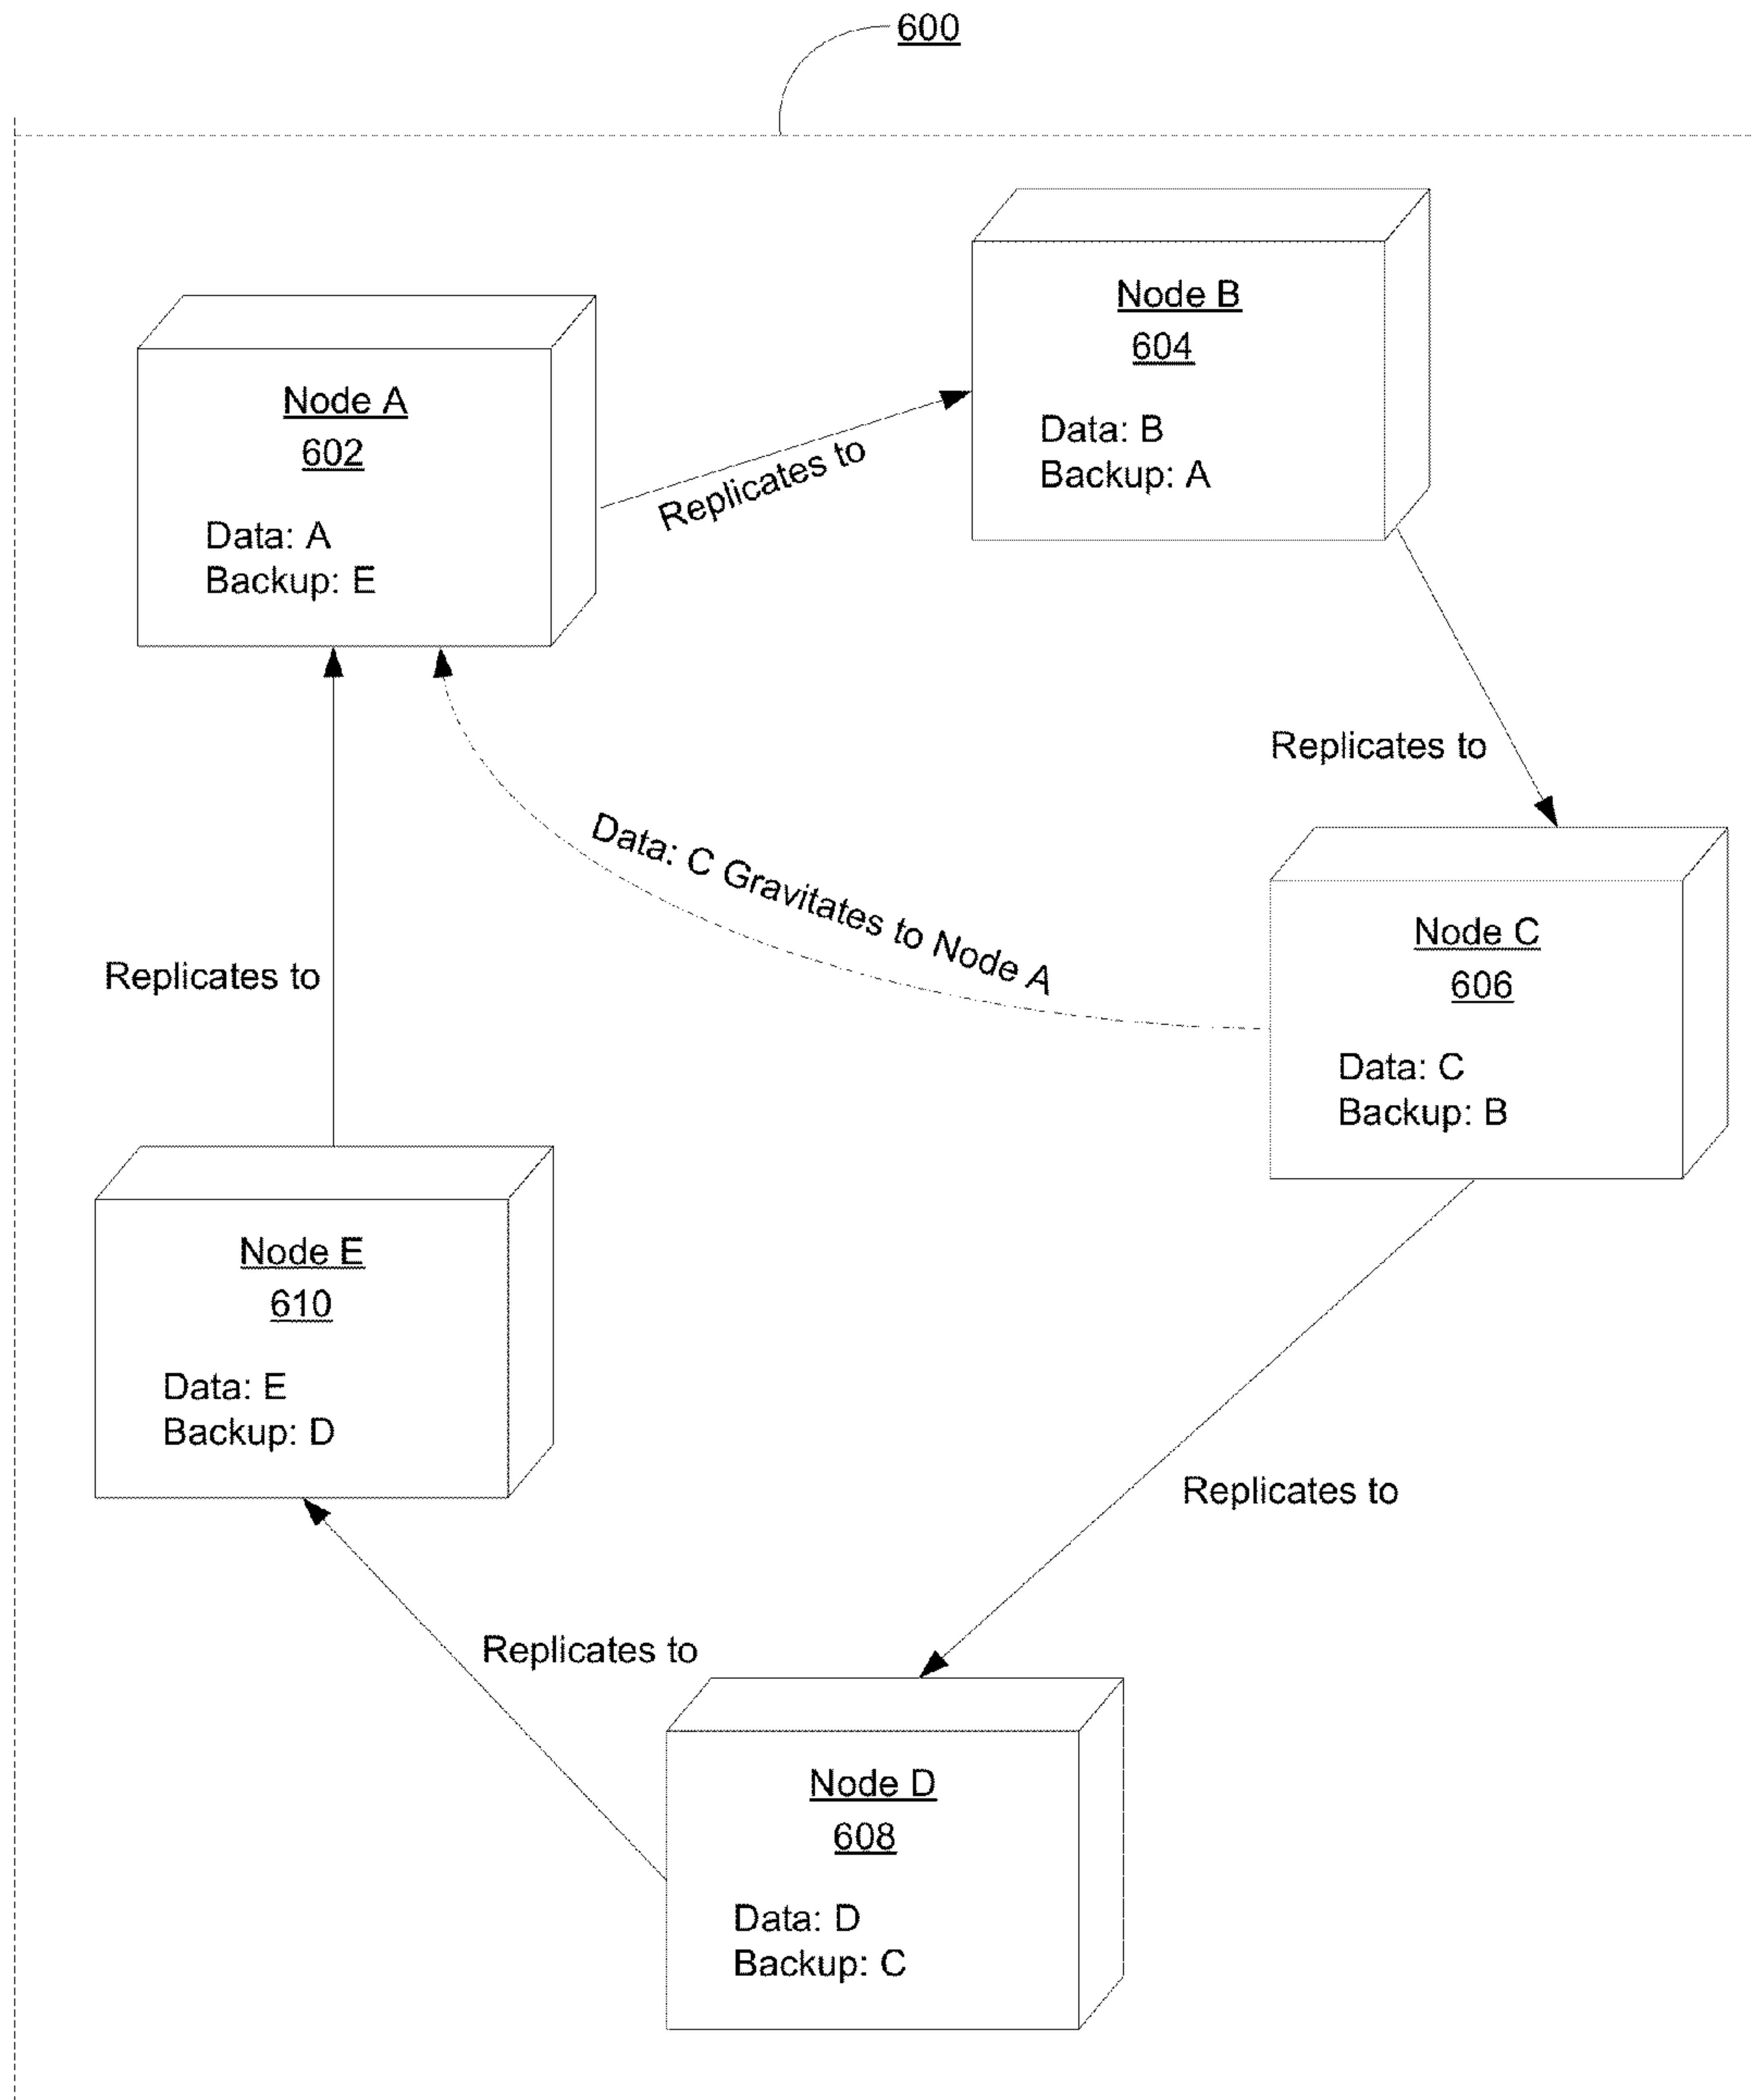 600
Node B
604
Data: B
Backup: A
Node A
602
Data: A
Backup: E
Replicates to
Replicates to
Data: C Gravitates to Node A
Node C
606
Data: C
Backup: B
Replicates to
Node E
610
Data: E
Backup: D
Replicates to
Replicates to
Node D
608
Data: D
Backup: C